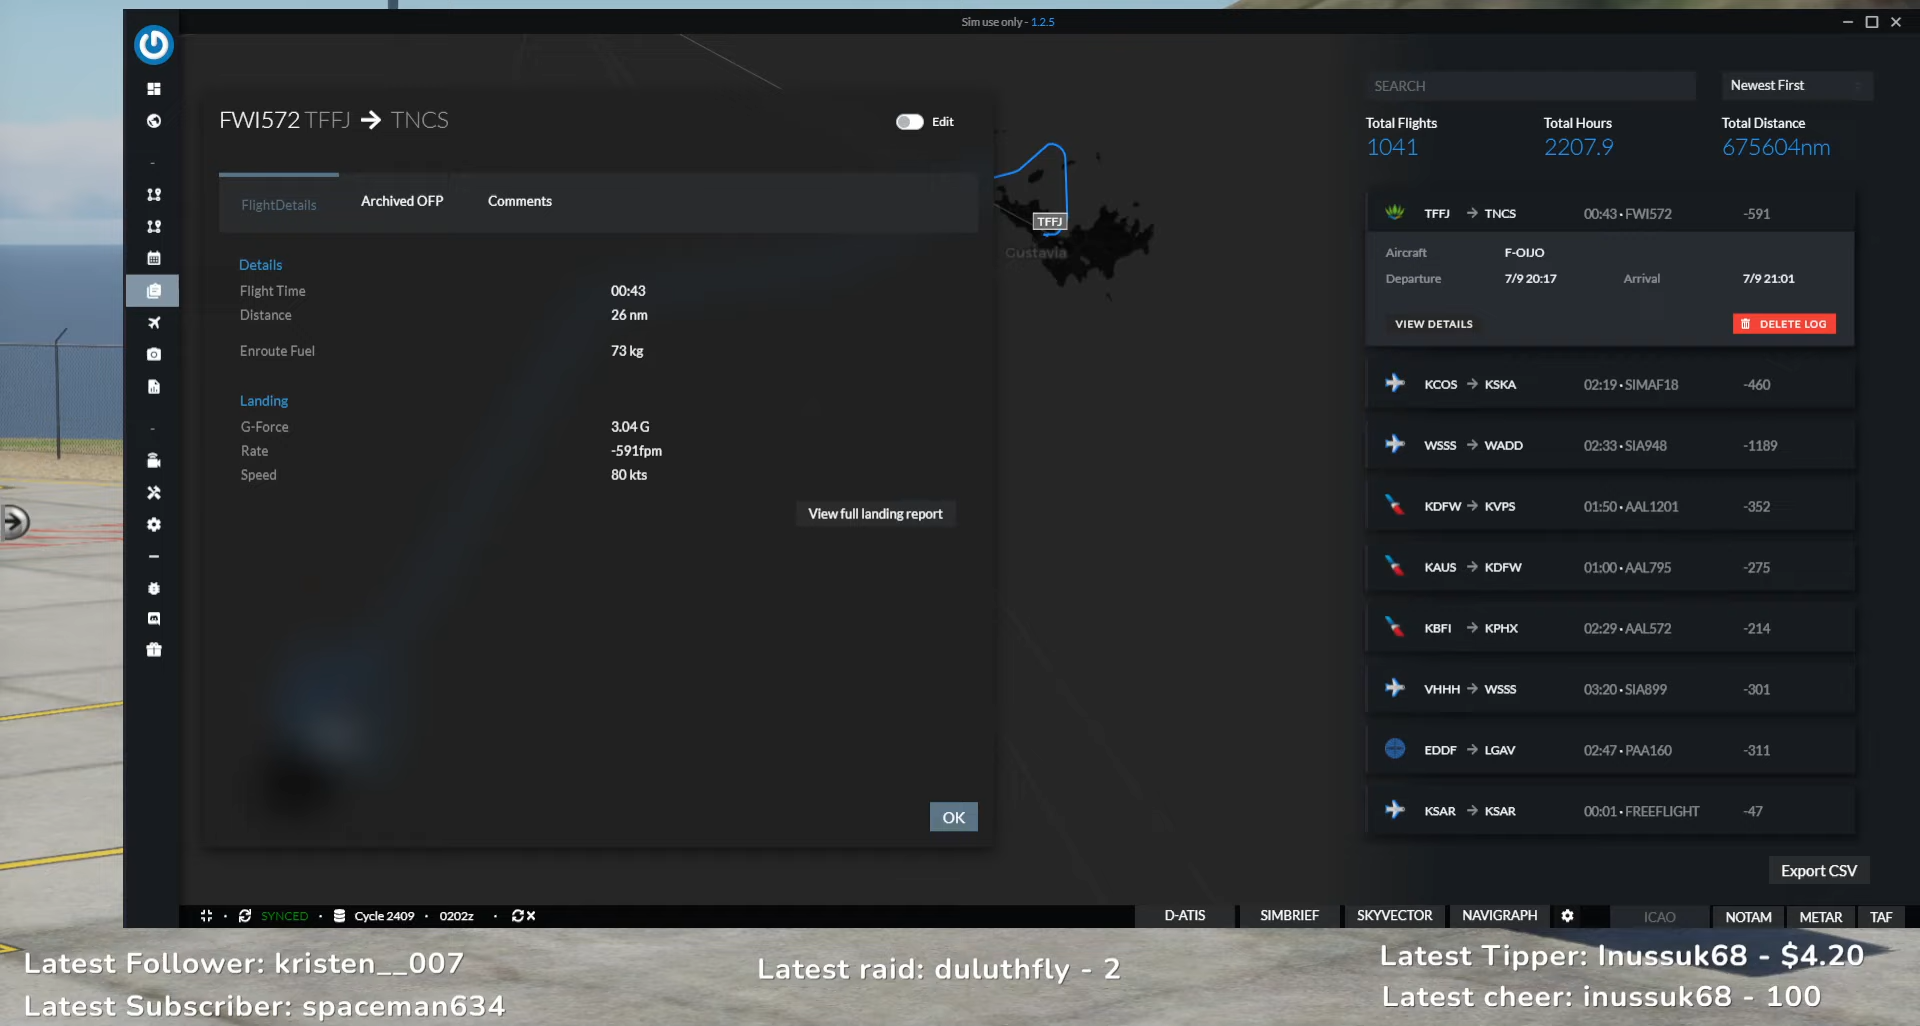 Sim use only - 1.2.5
FWI572 TFFJ → TNCS
Edit
FlightDetails
Archived OFP
Comments
Details
Flight Time 00:43
Distance 26 nm
Enroute Fuel 73 kg
Landing
G-Force 3.04 G
Rate -591fpm
Speed 80 kts
View full landing report
OK
TFFJ
Gustavia
SEARCH
Newest First
Total Flights Total Hours Total Distance
1041 2207.9 675604nm
TFFJ → TNCS 00:43 • FWI572 -591
Aircraft F-OIJO
Departure 7/9 20:17 Arrival 7/9 21:01
VIEW DETAILS DELETE LOG
KCOS → KSKA 02:19 • SIMAF18 -460
WSSS → WADD 02:33 • SIA948 -1189
KDFW → KVPS 01:50 • AAL1201 -352
KAUS → KDFW 01:00 • AAL795 -275
KBFI → KPHX 02:29 • AAL572 -214
VHHH → WSSS 03:20 • SIA899 -301
EDDF → LGAV 02:47 • PAA160 -311
KSAR → KSAR 00:01 • FREEFLIGHT -47
Export CSV
SYNCED • Cycle 2409 • 0202z
D-ATIS SIMBRIEF SKYVECTOR NAVIGRAPH ICAO NOTAM METAR TAF
Latest Follower: kristen__007
Latest Subscriber: spaceman634
Latest raid: duluthfly - 2
Latest Tipper: Inussuk68 - $4.20
Latest cheer: inussuk68 - 100